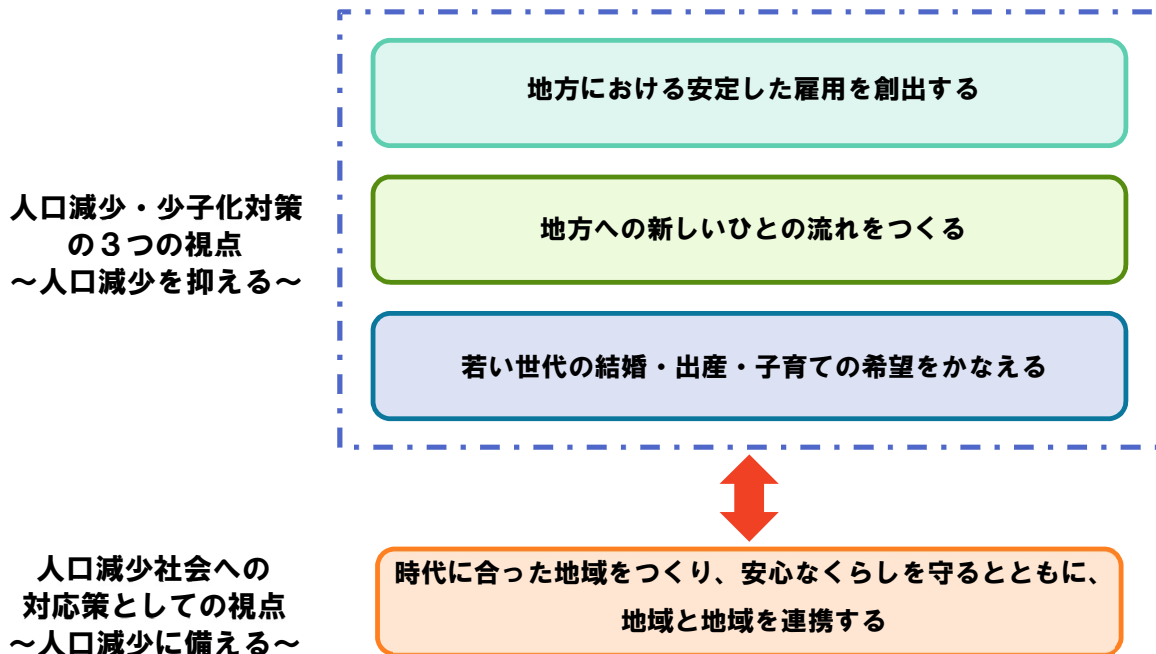 地方における安定した雇用を創出する
人口減少・少子化対策
の３つの視点
～人口減少を抑える～
地方への新しいひとの流れをつくる
若い世代の結婚・出産・子育ての希望をかなえる
人口減少社会への
対応策としての視点
～人口減少に備える～
時代に合った地域をつくり、安心なくらしを守るとともに、
地域と地域を連携する